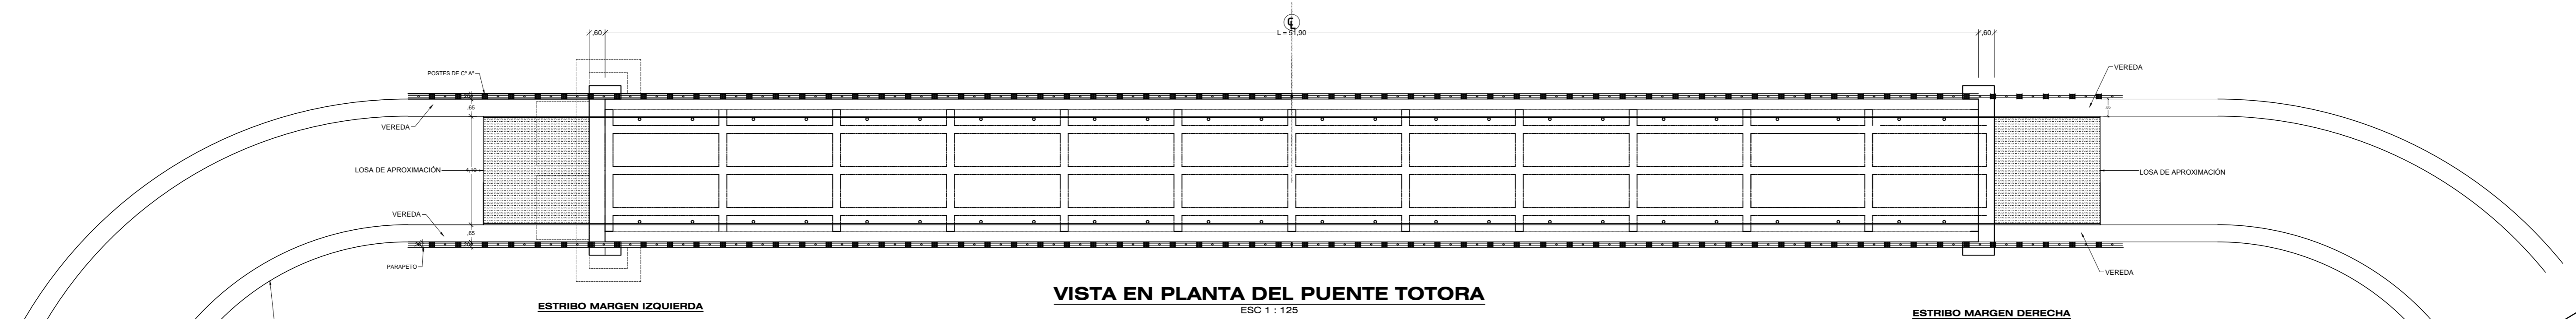 ℄
,60
L = 51,90
,60
POSTES DE Cº Aº
VEREDA
,20
,65
VEREDA
LOSA DE APROXIMACIÓN
4,10
LOSA DE APROXIMACIÓN
VEREDA
,65
,20
PARAPETO
VEREDA
VISTA EN PLANTA DEL PUENTE TOTORA
ESC 1 : 125
ESTRIBO MARGEN IZQUIERDA
ESTRIBO MARGEN DERECHA